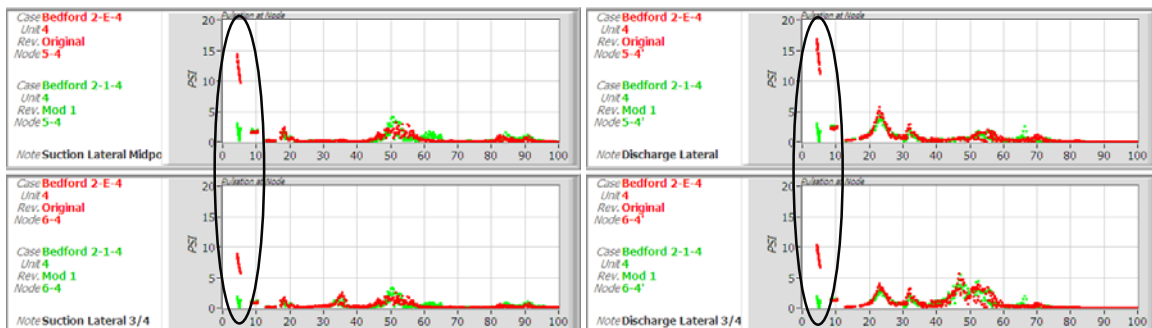 Case Bedford 2-E-4
Unit 4
Rev. Original
Node 5-4
Case Bedford 2-1-4
Unit 4
Rev. Mod 1
Node 5-4
Note Suction Lateral Midpo
Pulsation at Node
PSI
20
15
10
5
0
0 10 20 30 40 50 60 70 80 90 100
Case Bedford 2-E-4
Unit 4
Rev. Original
Node 5-4'
Case Bedford 2-1-4
Unit 4
Rev. Mod 1
Node 5-4'
Note Discharge Lateral
Pulsation at Node
PSI
20
15
10
5
0
0 10 20 30 40 50 60 70 80 90 100
Case Bedford 2-E-4
Unit 4
Rev. Original
Node 6-4
Case Bedford 2-1-4
Unit 4
Rev. Mod 1
Node 6-4
Note Suction Lateral 3/4
Pulsation at Node
PSI
20
15
10
5
0
0 10 20 30 40 50 60 70 80 90 100
Case Bedford 2-E-4
Unit 4
Rev. Original
Node 6-4'
Case Bedford 2-1-4
Unit 4
Rev. Mod 1
Node 6-4'
Note Discharge Lateral 3/4
Pulsation at Node
PSI
20
15
10
5
0
0 10 20 30 40 50 60 70 80 90 100